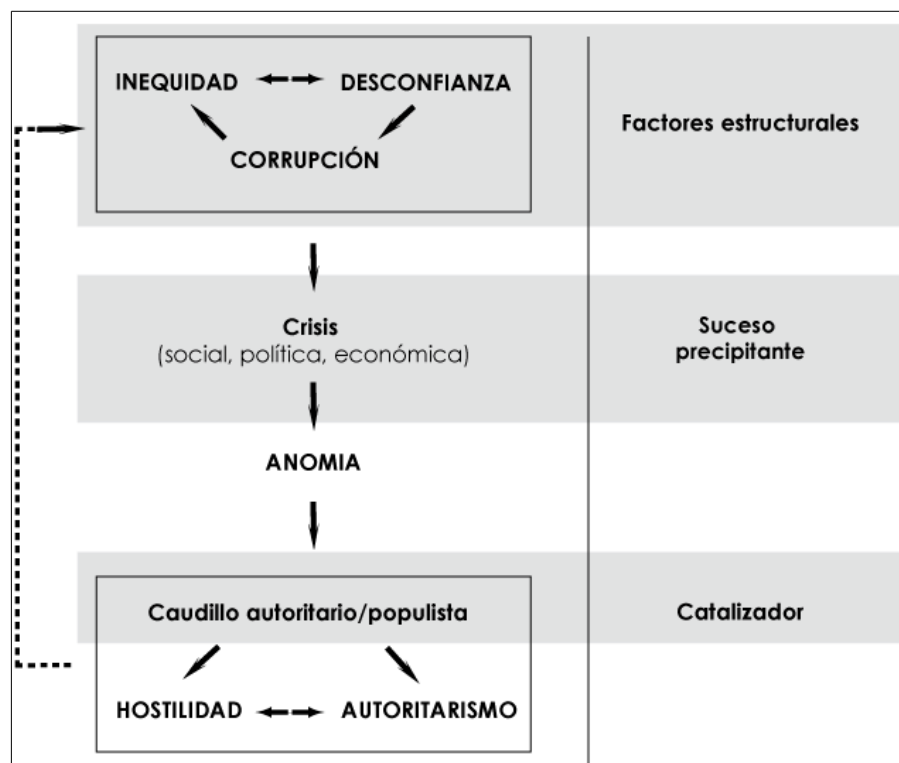 INEQUIDAD
DESCONFIANZA
CORRUPCIÓN
Factores estructurales
Crisis
(social, política, económica)
Suceso
precipitante
ANOMIA
Caudillo autoritario/populista
Catalizador
HOSTILIDAD
AUTORITARISMO